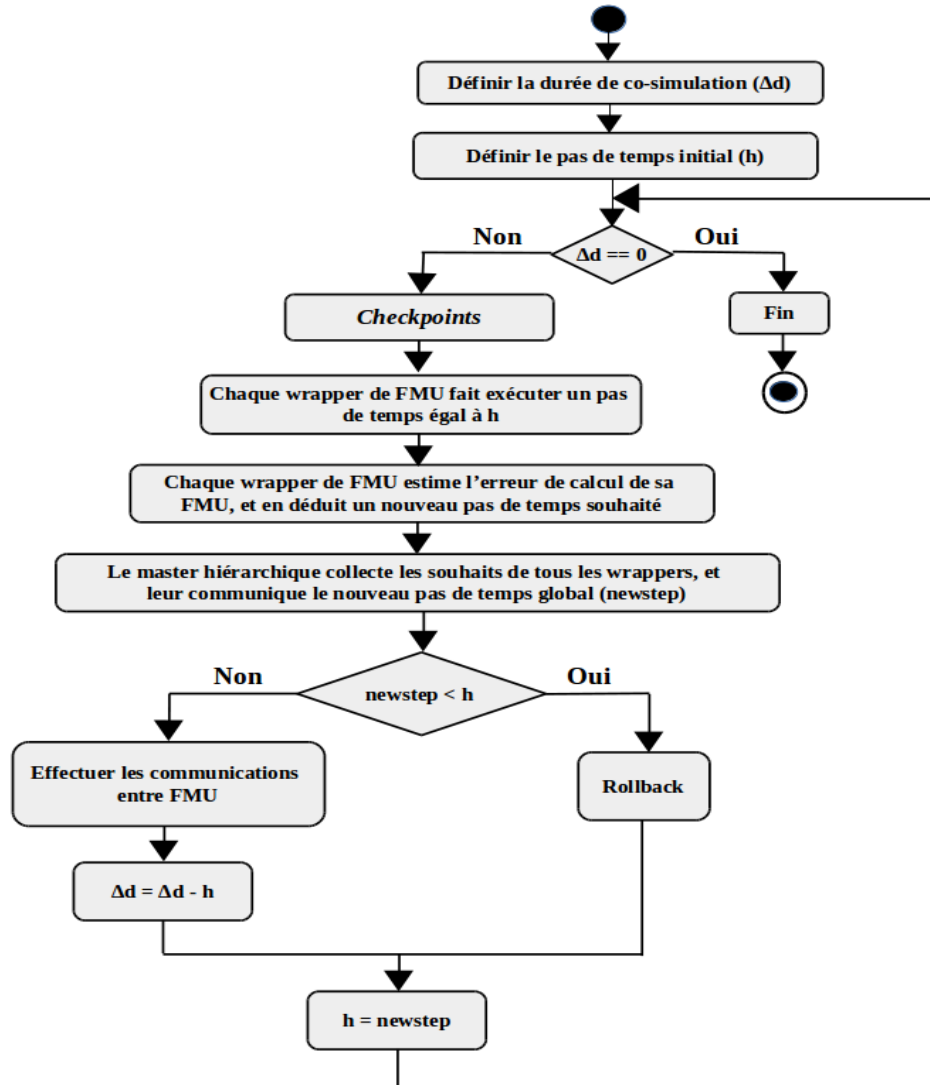 Définir la durée de co-simulation (Δd)
Définir le pas de temps initial (h)
Non
Oui
Δd == 0
Checkpoints
Fin
Chaque wrapper de FMU fait exécuter un pas
de temps égal à h
Chaque wrapper de FMU estime l'erreur de calcul de sa
FMU, et en déduit un nouveau pas de temps souhaité
Le master hiérarchique collecte les souhaits de tous les wrappers, et
leur communique le nouveau pas de temps global (newstep)
Non
Oui
newstep < h
Effectuer les communications
entre FMU
Rollback
Δd = Δd - h
h = newstep